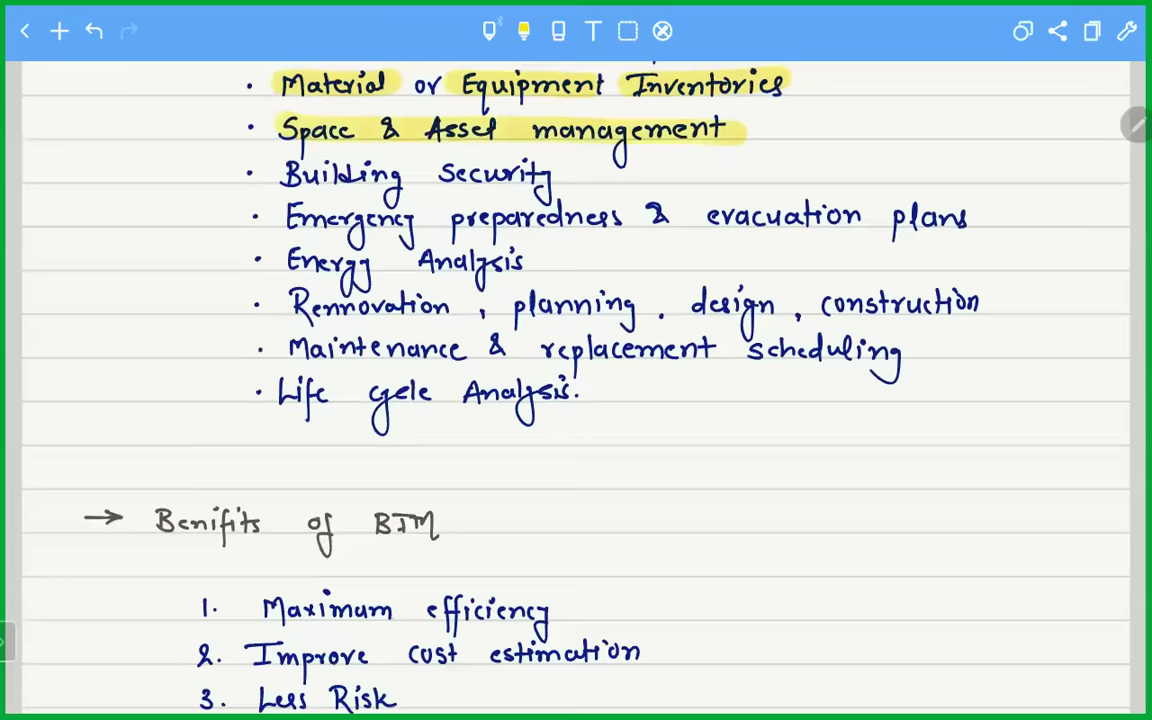 • Material or Equipment Inventories
• Space & Asset management
• Building security
• Emergency preparedness & evacuation plans
• Energy Analysis
• Rennovation, planning. design, construction
• Maintenance & replacement scheduling
• Life cycle Analysis.
→ Benifits of BIM
1. Maximum efficiency
2. Improve cost estimation
3. Less Risk